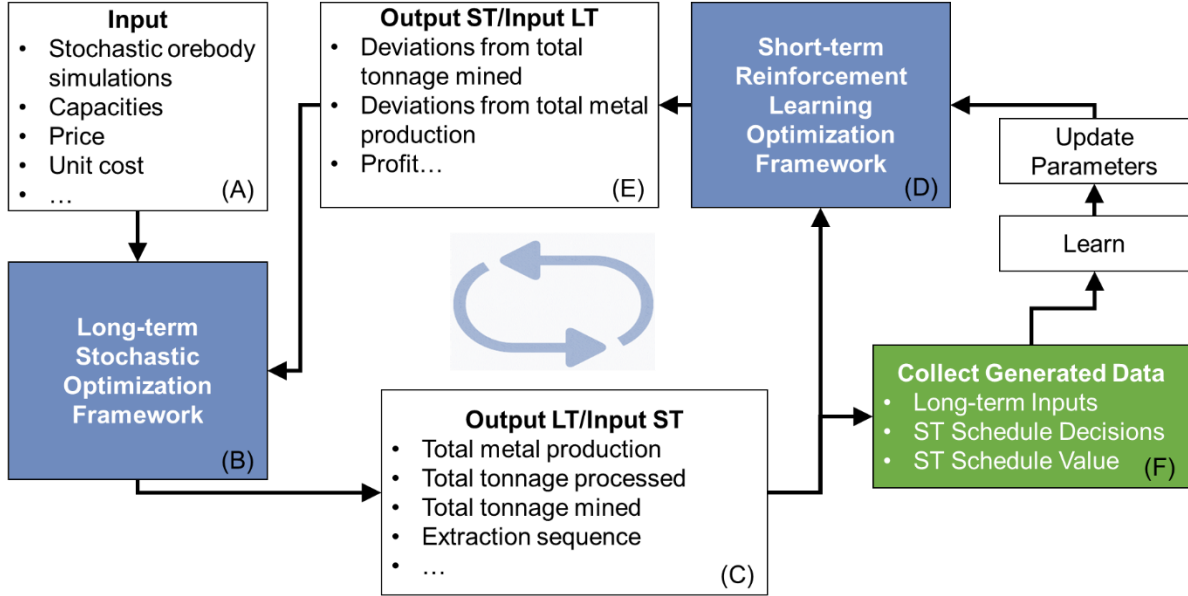 Input
• Stochastic orebody
simulations
• Capacities
• Price
• Unit cost
• …
(A)
Output ST/Input LT
• Deviations from total
tonnage mined
• Deviations from total metal
production
• Profit…
(E)
Short-term
Reinforcement
Learning
Optimization
Framework
(D)
Update
Parameters
Learn
Long-term
Stochastic
Optimization
Framework
(B)
Output LT/Input ST
• Total metal production
• Total tonnage processed
• Total tonnage mined
• Extraction sequence
• …
(C)
Collect Generated Data
• Long-term Inputs
• ST Schedule Decisions
• ST Schedule Value
(F)